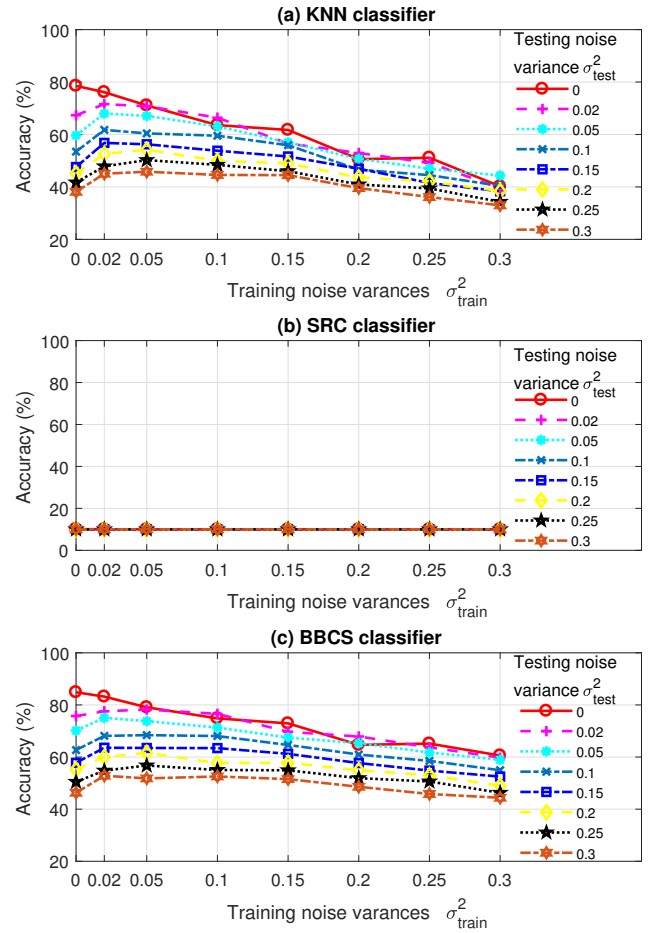 (a) KNN classifier
100
80
60
40
20
Accuracy (%)
0 0.02 0.05 0.1 0.15 0.2 0.25 0.3
Training noise varances σ²train
Testing noise
variance σ²test
0
0.02
0.05
0.1
0.15
0.2
0.25
0.3
(b) SRC classifier
100
80
60
40
20
0
Accuracy (%)
0 0.02 0.05 0.1 0.15 0.2 0.25 0.3
Training noise varances σ²train
Testing noise
variance σ²test
0
0.02
0.05
0.1
0.15
0.2
0.25
0.3
(c) BBCS classifier
100
80
60
40
20
Accuracy (%)
0 0.02 0.05 0.1 0.15 0.2 0.25 0.3
Training noise varances σ²train
Testing noise
variance σ²test
0
0.02
0.05
0.1
0.15
0.2
0.25
0.3